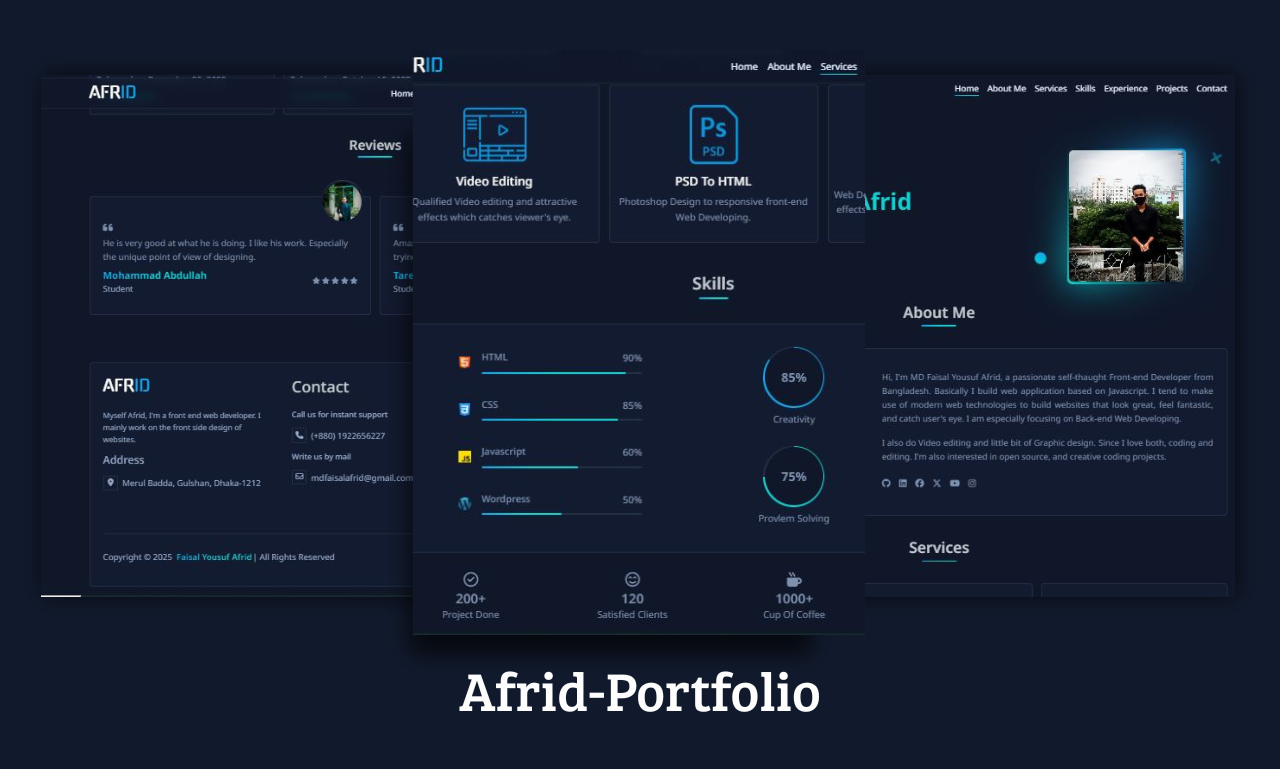 AFRID
Home
Reviews
He is very good at what he is doing. I like his work. Especially
the unique point of view of designing.
Mohammad Abdullah
Student
AFRID
Myself Afrid, I'm a front end web developer. I
mainly work on the front side design of
websites.
Address
Merul Badda, Gulshan, Dhaka-1212
Contact
Call us for instant support
(+880) 1922656227
Write us by mail
mdfaisalafrid@gmail.com
Copyright © 2025 Faisal Yousuf Afrid | All Rights Reserved
RID
Home About Me Services
Video Editing
Qualified Video editing and attractive
effects which catches viewer's eye.
Ps
PSD
PSD To HTML
Photoshop Design to responsive front-end
Web Developing.
Web D
effects
Skills
HTML 90%
CSS 85%
JS
Javascript 60%
Wordpress 50%
85%
Creativity
75%
Provlem Solving
200+
Project Done
120
Satisfied Clients
1000+
Cup Of Coffee
Home About Me Services Skills Experience Projects Contact
Afrid
About Me
Hi, I'm MD Faisal Yousuf Afrid, a passionate self-thaught Front-end Developer from
Bangladesh. Basically I build web application based on Javascript. I tend to make
use of modern web technologies to build websites that look great, feel fantastic,
and catch user's eye. I am especially focusing on Back-end Web Developing.
I also do Video editing and little bit of Graphic design. Since I love both, coding and
editing. I'm also interested in open source, and creative coding projects.
Services
Afrid-Portfolio